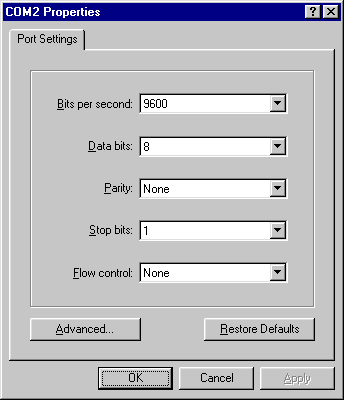 COM2 Properties
Port Settings
Bits per second: 9600
Data bits: 8
Parity: None
Stop bits: 1
Flow control: None
Advanced... Restore Defaults
OK Cancel Apply